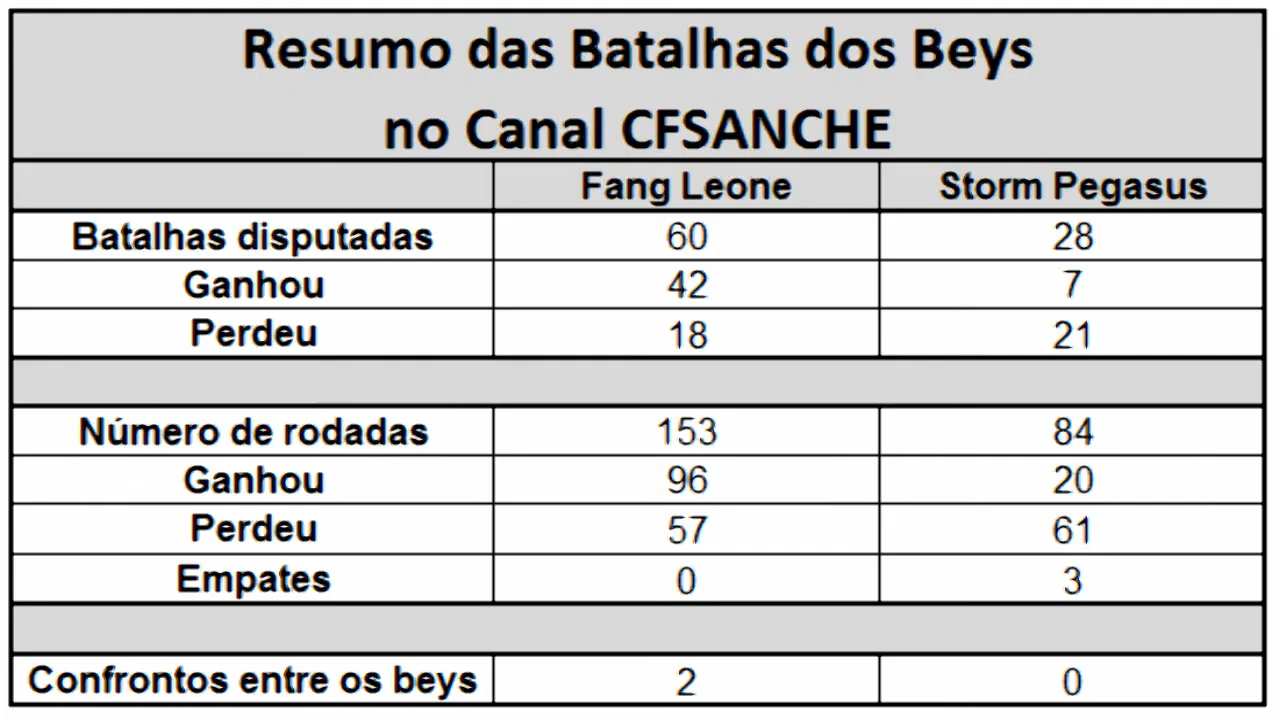 Resumo das Batalhas dos Beys
no Canal CFSANCHE
Fang Leone Storm Pegasus
Batalhas disputadas 60 28
Ganhou 42 7
Perdeu 18 21
Número de rodadas 153 84
Ganhou 96 20
Perdeu 57 61
Empates 0 3
Confrontos entre os beys 2 0